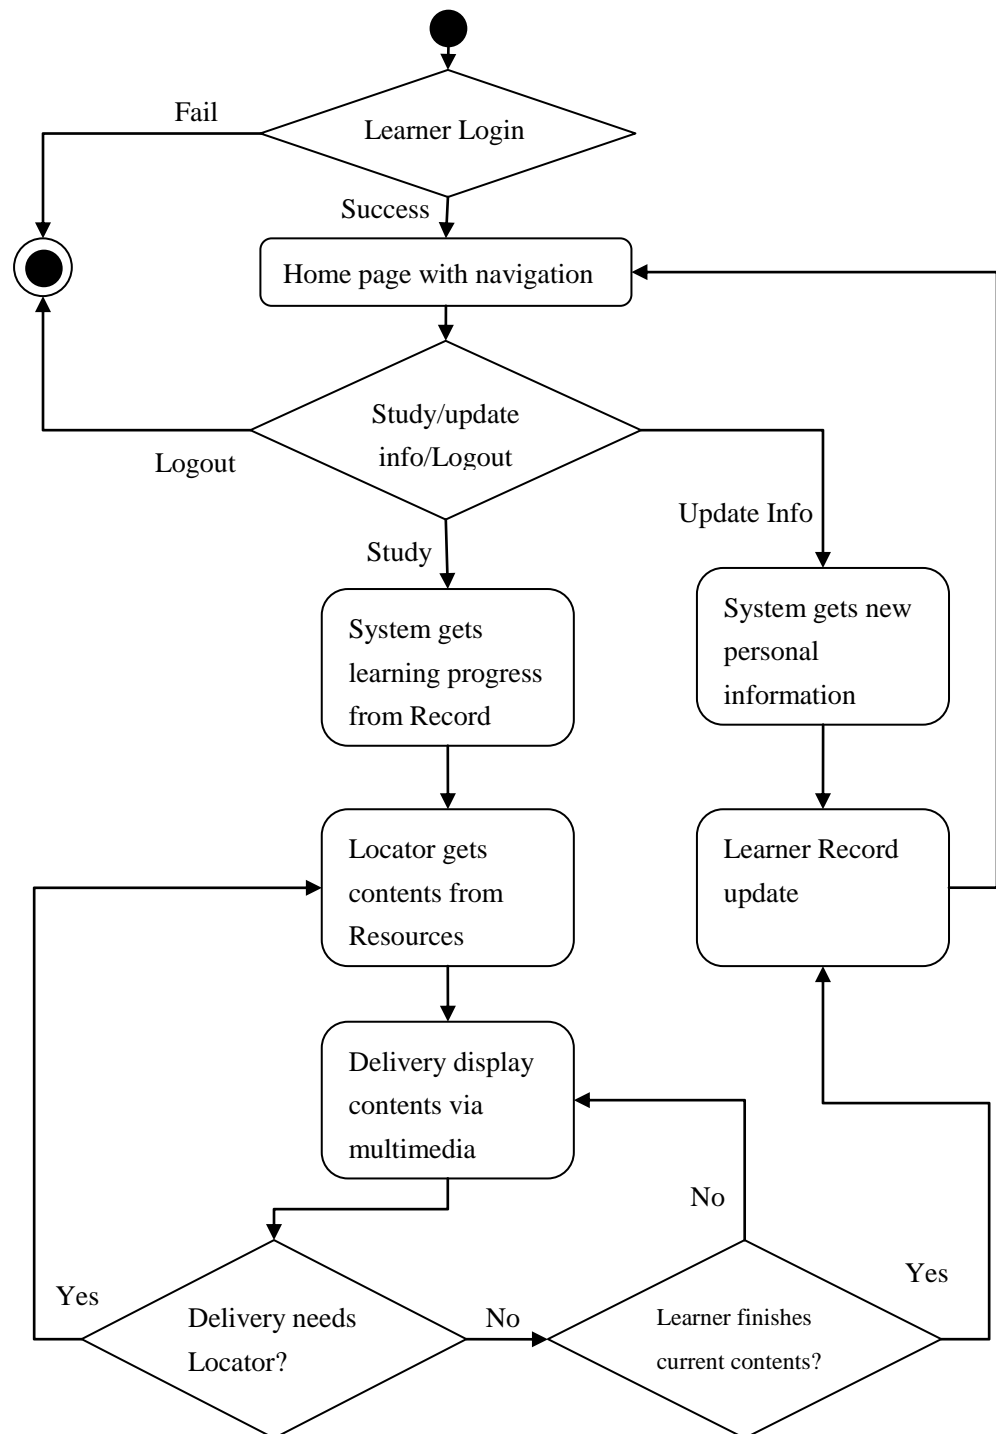 Fail
Learner Login
Success
Home page with navigation
Study/update
info/Logout
Logout
Update Info
Study
System gets
learning progress
from Record
System gets new
personal
information
Locator gets
contents from
Resources
Learner Record
update
Delivery display
contents via
multimedia
No
Yes
Delivery needs
Locator?
No
Learner finishes
current contents?
Yes